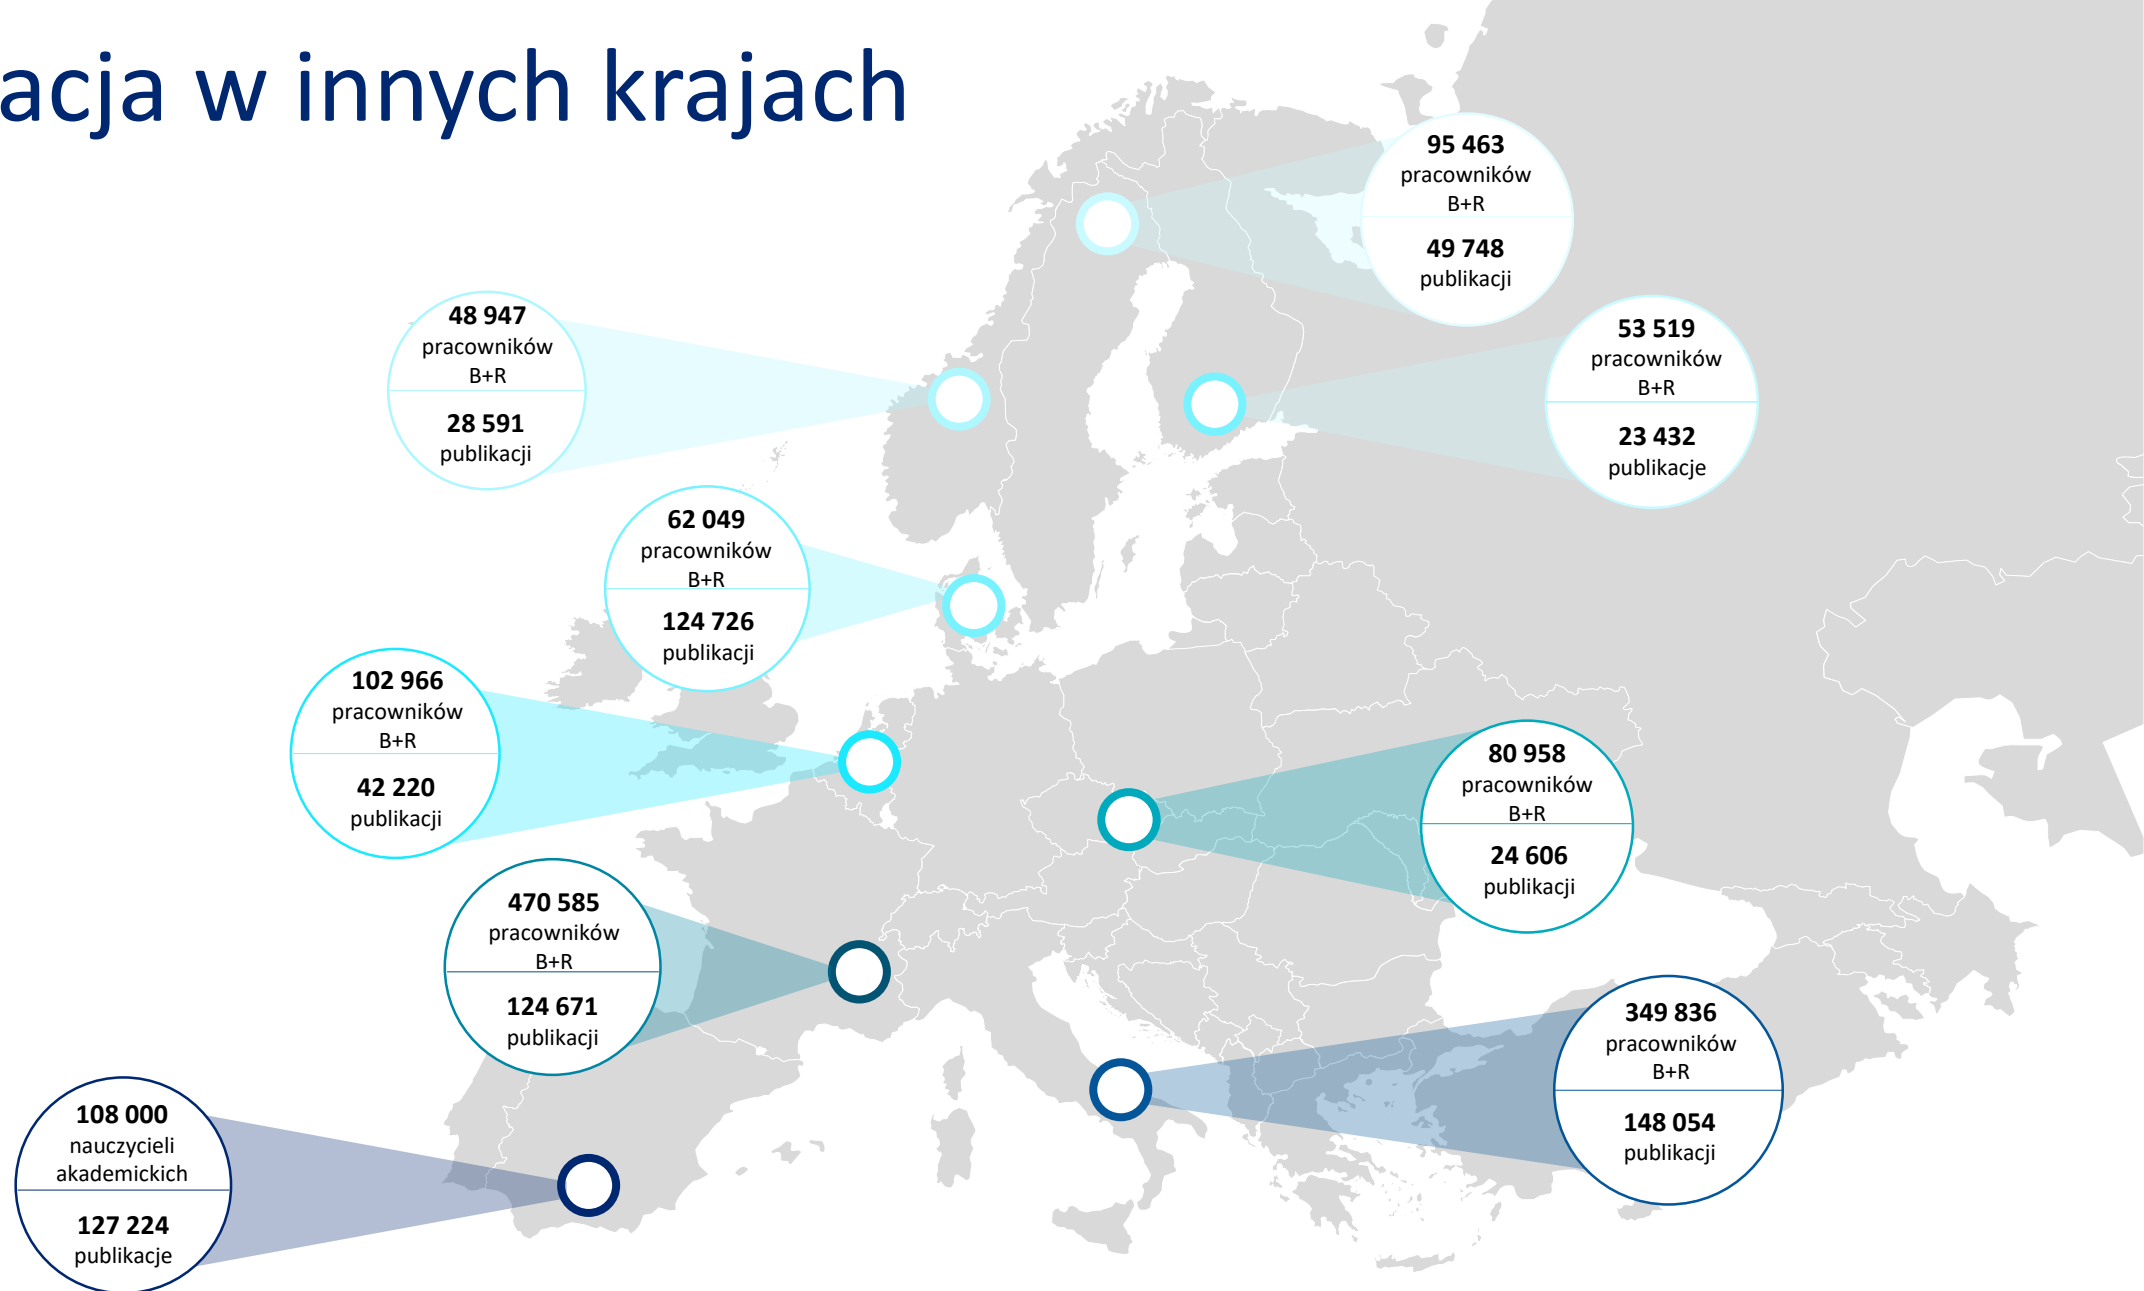 acja w innych krajach
95 463
pracowników
B+R
49 748
publikacji
48 947
pracowników
B+R
28 591
publikacji
53 519
pracowników
B+R
23 432
publikacje
62 049
pracowników
B+R
124 726
publikacji
102 966
pracowników
B+R
42 220
publikacji
80 958
pracowników
B+R
24 606
publikacji
470 585
pracowników
B+R
124 671
publikacji
349 836
pracowników
B+R
148 054
publikacji
108 000
nauczycieli
akademickich
127 224
publikacje